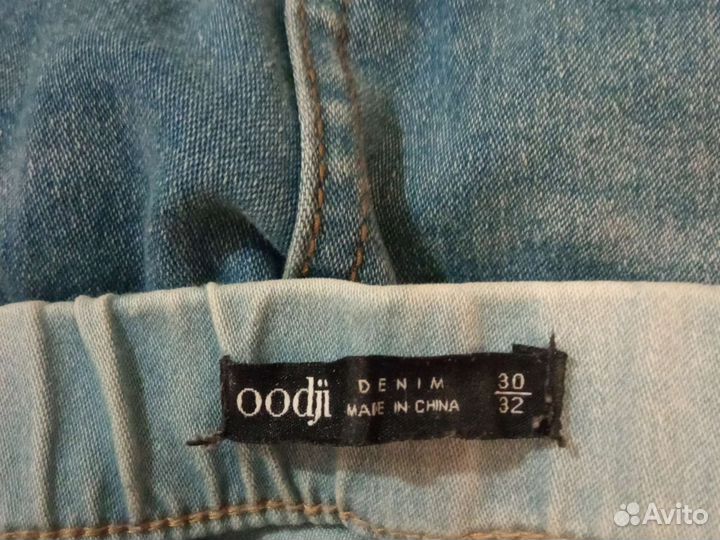 oodji
DENIM
MADE IN CHINA
30
32
Avito